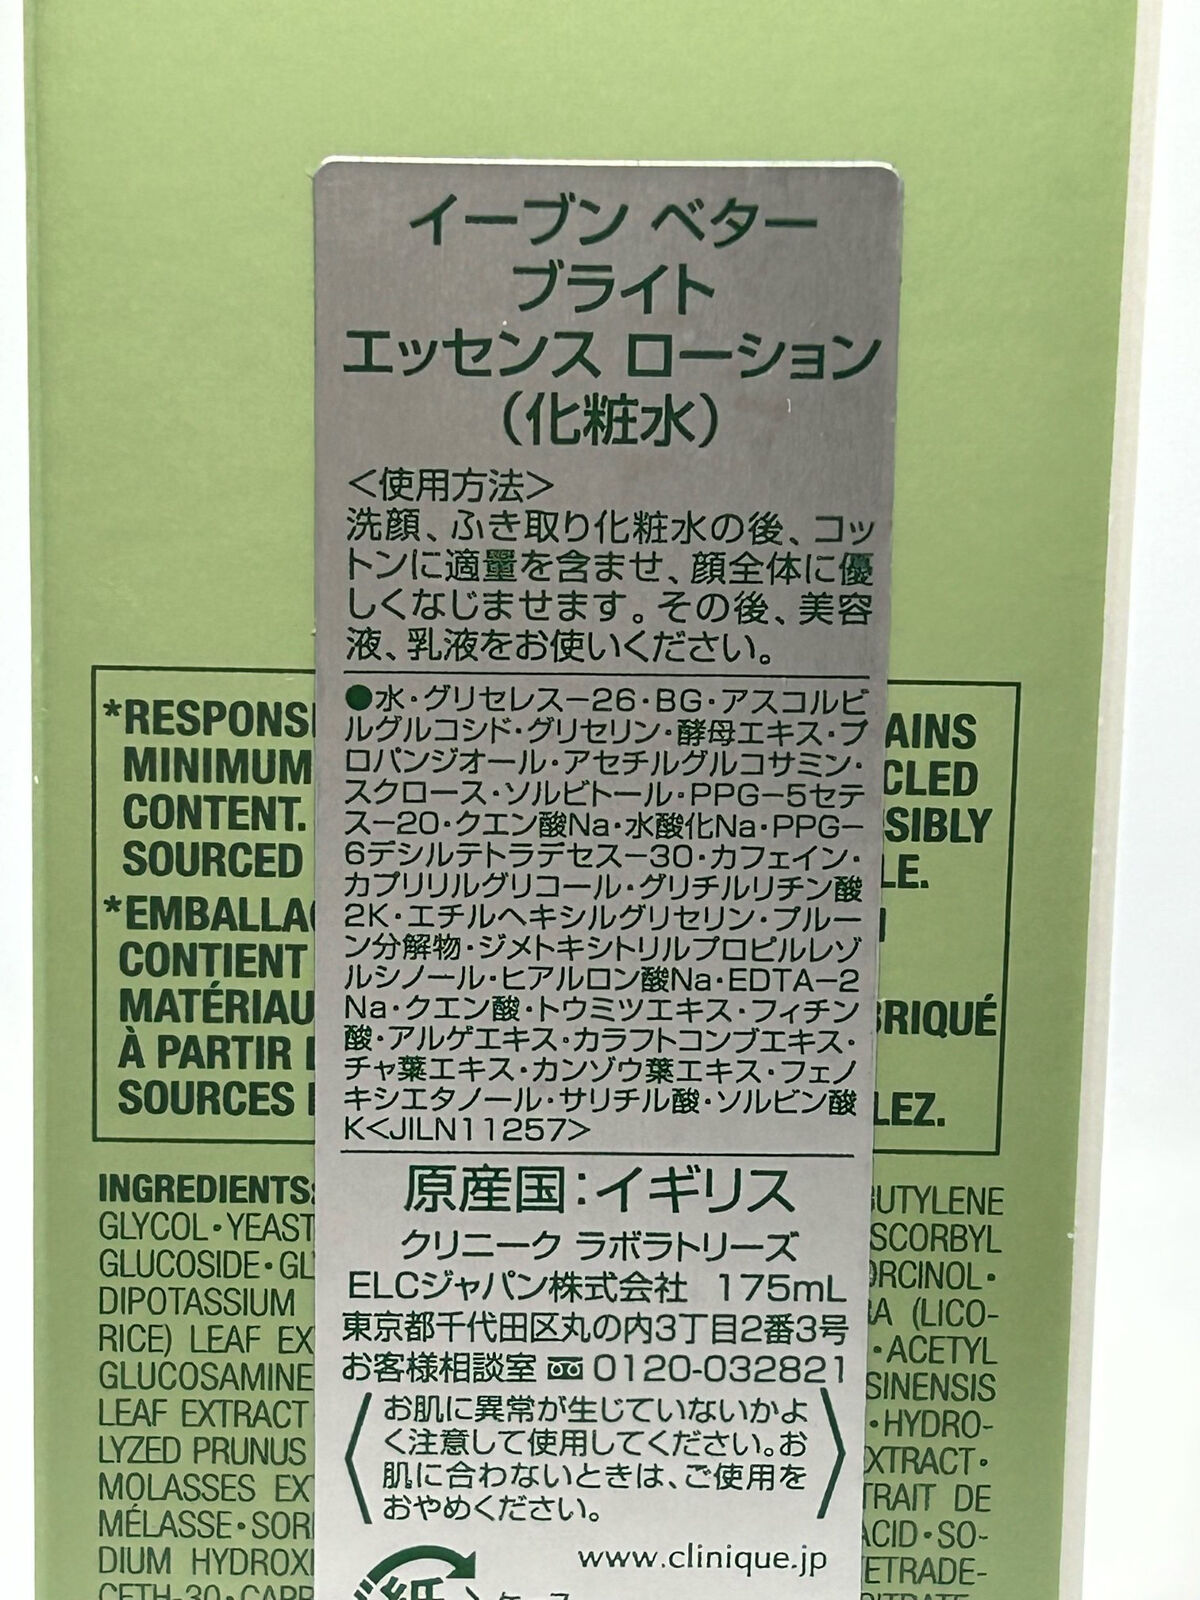 イーブン ベター
ブライト
エッセンス ローション
(化粧水)
<使用方法>
洗顔、ふき取り化粧水の後、コッ
トンに適量を含ませ、顔全体に優
しくなじませます。その後、美容
液、乳液をお使いください。
●水・グリセレス-26・BG・アスコルビ
ルグルコシド・グリセリン・酵母エキス・プ
ロパンジオール・アセチルグルコサミン・
スクロース・ソルビトール・PPG-5セテ
ス-20・クエン酸Na・水酸化Na・PPG-
6デシルテトラデセス-30・カフェイン・
カプリリルグリコール・グリチルリチン酸
2K・エチルヘキシルグリセリン・プルー
ン分解物・ジメトキシトリルプロピルレゾ
ルシノール・ヒアルロン酸Na・EDTA-2
Na・クエン酸・トウミツエキス・フィチン
酸・アルゲエキス・カラフトコンブエキス・
チャ葉エキス・カンゾウ葉エキス・フェノ
キシエタノール・サリチル酸・ソルビン酸
K<JILN11257>
原産国:イギリス
クリニーク ラボラトリーズ
ELCジャパン株式会社 175mL
東京都千代田区丸の内3丁目2番3号
お客様相談室 0120-032821
お肌に異常が生じていないかよ
く注意して使用してください。お
肌に合わないときは、ご使用を
おやめください。
www.clinique.jp
紙 ケース
*RESPONSI AINS
MINIMUM CLED
CONTENT. SIBLY
SOURCED LE.
*EMBALLAG
CONTIENT
MATÉRIAU BRIQUÉ
À PARTIR
SOURCES LEZ.
INGREDIENTS: BUTYLENE
GLYCOL•YEAST SCORBYL
GLUCOSIDE•GL ORCINOL•
DIPOTASSIUM RA (LICO-
RICE) LEAF EX •ACETYL
GLUCOSAMINE SINENSIS
LEAF EXTRACT •HYDRO-
LYZED PRUNUS EXTRACT•
MOLASSES EX TRAIT DE
MÉLASSE•SOR ACID•SO-
DIUM HYDROXI ETRADE-
CETH-30•CAPR CITRATE